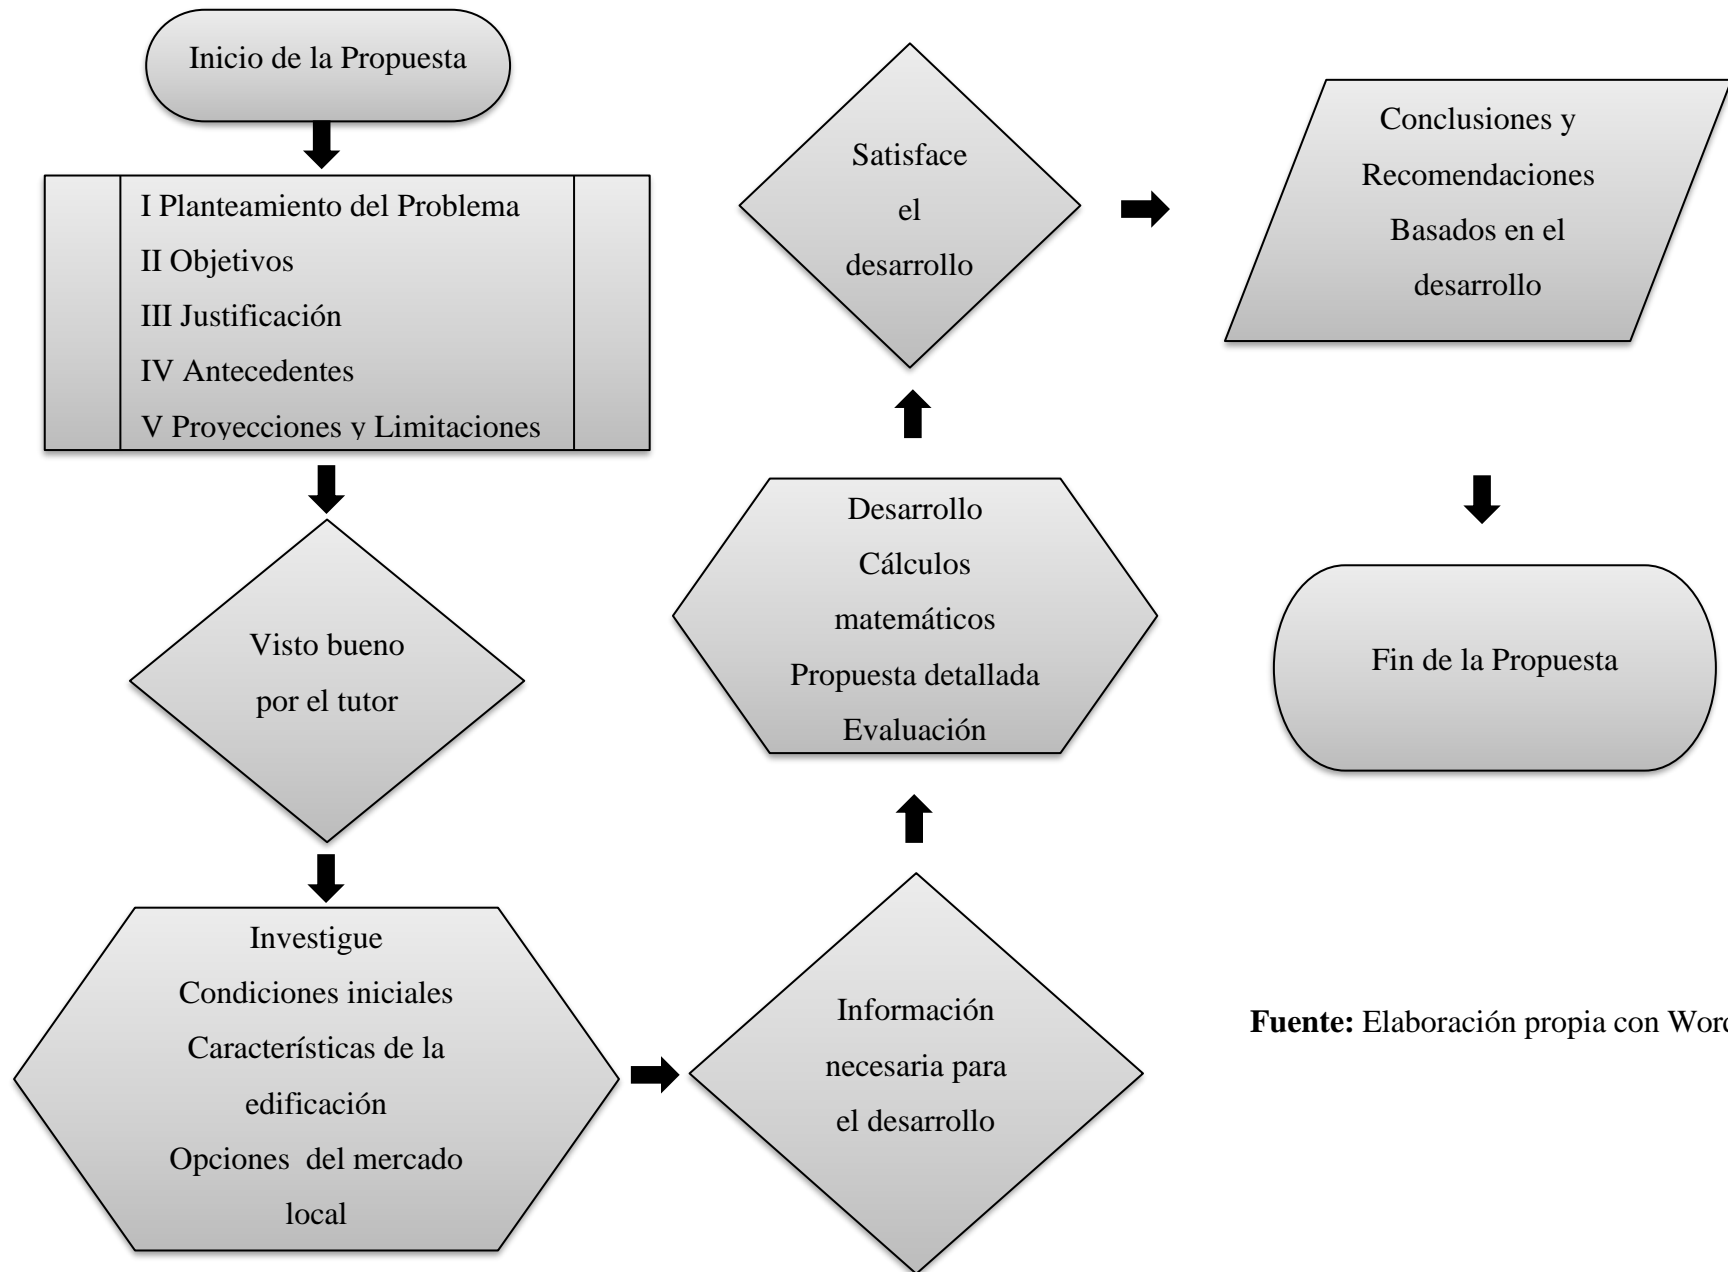 Inicio de la Propuesta
I Planteamiento del Problema
II Objetivos
III Justificación
IV Antecedentes
V Proyecciones y Limitaciones
Visto bueno
por el tutor
Investigue
Condiciones iniciales
Características de la
edificación
Opciones del mercado
local
Información
necesaria para
el desarrollo
Desarrollo
Cálculos
matemáticos
Propuesta detallada
Evaluación
Satisface
el
desarrollo
Conclusiones y
Recomendaciones
Basados en el
desarrollo
Fin de la Propuesta
Fuente: Elaboración propia con Word